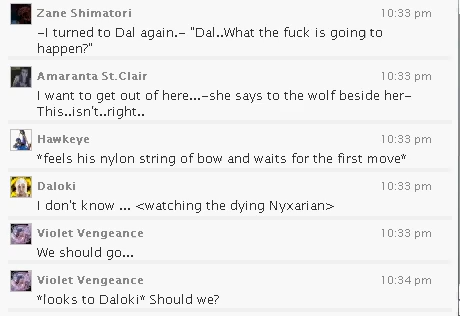 Zane Shimatori 10:33 pm
-I turned to Dal again.- "Dal..What the fuck is going to
happen?"
Amaranta St.Clair 10:33 pm
I want to get out of here...-she says to the wolf beside her-
This..isn't..right..
Hawkeye 10:33 pm
*feels his nylon string of bow and waits for the first move*
Daloki 10:33 pm
I don't know ... <watching the dying Nyxarian>
Violet Vengeance 10:33 pm
We should go...
Violet Vengeance 10:34 pm
*looks to Daloki* Should we?